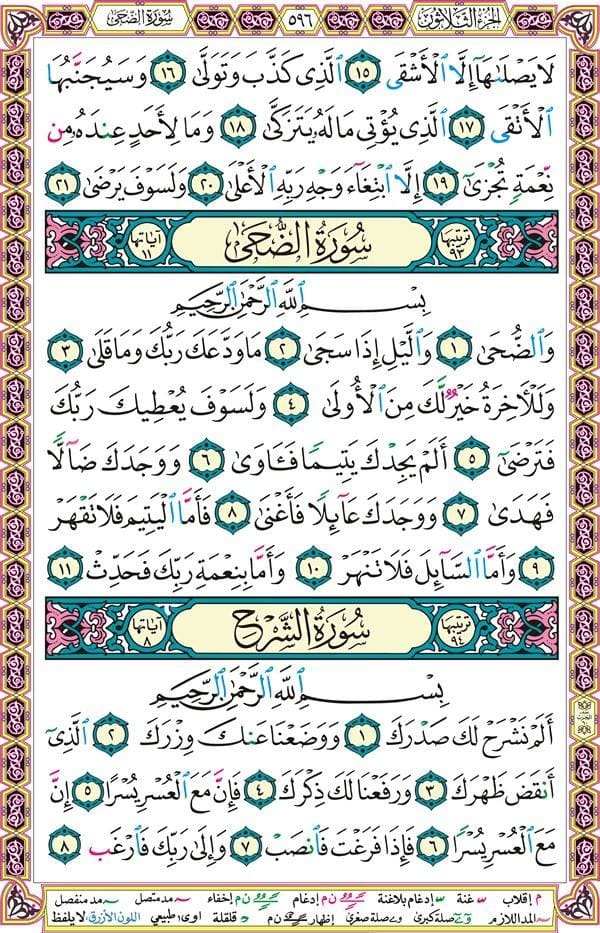 الجزء الثلاثون ٥٩٦ سورة الضحى
لَا يَصْلَىٰهَآ إِلَّا ٱلْأَشْقَى ١٥ ٱلَّذِى كَذَّبَ وَتَوَلَّىٰ ١٦ وَسَيُجَنَّبُهَا
ٱلْأَتْقَى ١٧ ٱلَّذِى يُؤْتِى مَالَهُۥ يَتَزَكَّىٰ ١٨ وَمَا لِأَحَدٍ عِندَهُۥ مِن
نِّعْمَةٍ تُجْزَىٰٓ ١٩ إِلَّا ٱبْتِغَآءَ وَجْهِ رَبِّهِ ٱلْأَعْلَىٰ ٢٠ وَلَسَوْفَ يَرْضَىٰ ٢١
ترتيبها ٩٣ سُورَةُ الضُّحَىٰ آياتها ١١
بِسْمِ ٱللَّهِ ٱلرَّحْمَٰنِ ٱلرَّحِيمِ
وَٱلضُّحَىٰ ١ وَٱلَّيْلِ إِذَا سَجَىٰ ٢ مَا وَدَّعَكَ رَبُّكَ وَمَا قَلَىٰ ٣
وَلَلْءَاخِرَةُ خَيْرٌ لَّكَ مِنَ ٱلْأُولَىٰ ٤ وَلَسَوْفَ يُعْطِيكَ رَبُّكَ
فَتَرْضَىٰٓ ٥ أَلَمْ يَجِدْكَ يَتِيمًا فَـَٔاوَىٰ ٦ وَوَجَدَكَ ضَآلًّا
فَهَدَىٰ ٧ وَوَجَدَكَ عَآئِلًا فَأَغْنَىٰ ٨ فَأَمَّا ٱلْيَتِيمَ فَلَا تَقْهَرْ
٩ وَأَمَّا ٱلسَّآئِلَ فَلَا تَنْهَرْ ١٠ وَأَمَّا بِنِعْمَةِ رَبِّكَ فَحَدِّثْ ١١
ترتيبها ٩٤ سُورَةُ الشَّرْحِ آياتها ٨
بِسْمِ ٱللَّهِ ٱلرَّحْمَٰنِ ٱلرَّحِيمِ
أَلَمْ نَشْرَحْ لَكَ صَدْرَكَ ١ وَوَضَعْنَا عَنكَ وِزْرَكَ ٢ ٱلَّذِىٓ
أَنقَضَ ظَهْرَكَ ٣ وَرَفَعْنَا لَكَ ذِكْرَكَ ٤ فَإِنَّ مَعَ ٱلْعُسْرِ يُسْرًا ٥ إِنَّ
مَعَ ٱلْعُسْرِ يُسْرًا ٦ فَإِذَا فَرَغْتَ فَٱنصَبْ ٧ وَإِلَىٰ رَبِّكَ فَٱرْغَب ٨
م إقلاب غنة إدغام بلاغنة إدغام ن م إخفاء مد متصل مد منفصل
المد اللازم صلة كبرى صلة صغرى إظهار ن م قلقلة اوى طبيعي اللون الأزرق لا يلفظ